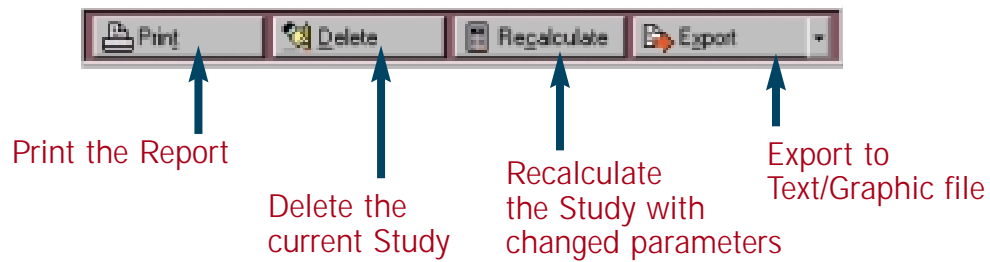 Print Delete Recalculate Export
Print the Report
Delete the
current Study
Recalculate
the Study with
changed parameters
Export to
Text/Graphic file